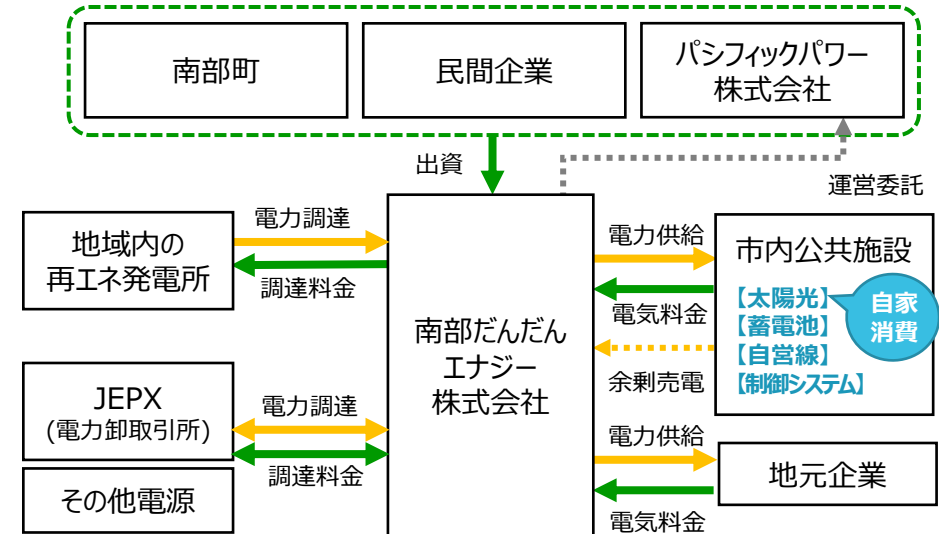 南部町
民間企業
パシフィックパワー
株式会社
出資
運営委託
地域内の
再エネ発電所
電力調達
調達料金
JEPX
(電力卸取引所)
電力調達
調達料金
その他電源
南部だんだん
エナジー
株式会社
電力供給
電気料金
余剰売電
市内公共施設
【太陽光】
【蓄電池】
【自営線】
【制御システム】
自家
消費
電力供給
電気料金
地元企業